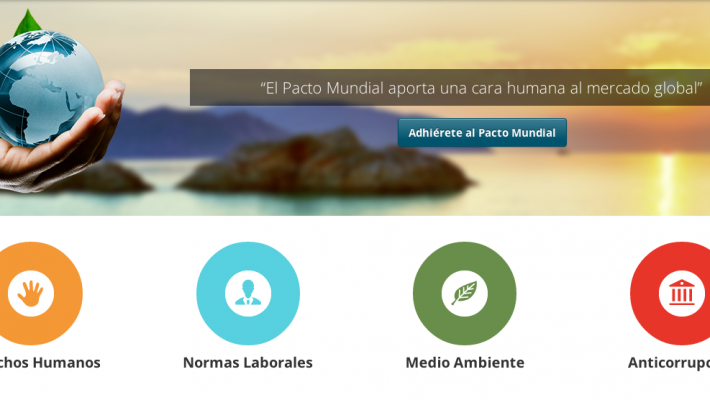 “El Pacto Mundial aporta una cara humana al mercado global”
Adhiérete al Pacto Mundial
chos Humanos
Normas Laborales
Medio Ambiente
Anticorrupc